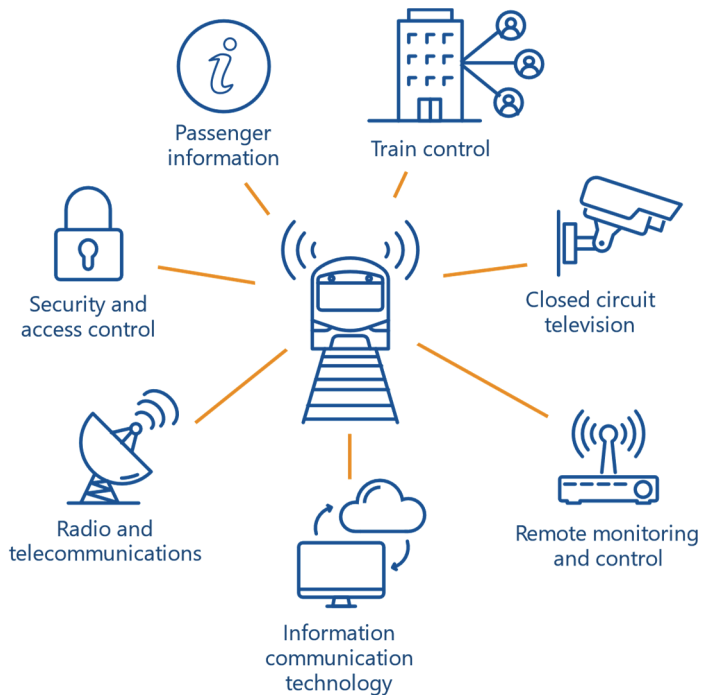 Passenger
information
Train control
Security and
access control
Closed circuit
television
Radio and
telecommunications
Remote monitoring
and control
Information
communication
technology